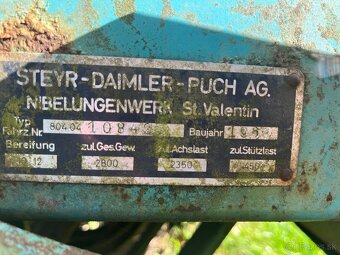 STEYR-DAIMLER-PUCH AG.
NIBELUNGENWERK St. Valentin
Typ
Fahrz.Nr. 804 04 Baujahr
Bereifung zul.Ges.Gew. zul.Achslast zul.Stützlast
12 2800 2350